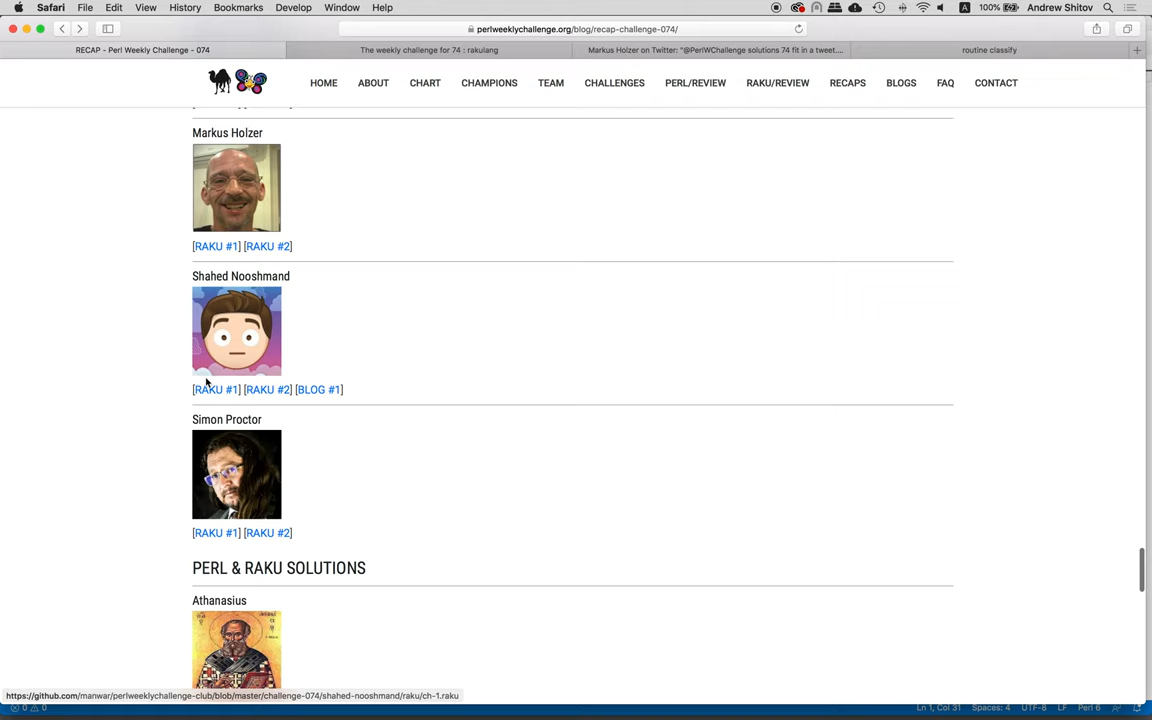 Safari File Edit View History Bookmarks Develop Window Help 100% A Andrew Shitov
perlweeklychallenge.org/blog/recap-challenge-074/
RECAP - Perl Weekly Challenge - 074
The weekly challenge for 74 : rakulang
Markus Holzer on Twitter: "@PerlWChallenge solutions 74 fit in a tweet....
routine classify
HOME ABOUT CHART CHAMPIONS TEAM CHALLENGES PERL/REVIEW RAKU/REVIEW RECAPS BLOGS FAQ CONTACT
Markus Holzer
[RAKU #1] [RAKU #2]
Shahed Nooshmand
[RAKU #1] [RAKU #2] [BLOG #1]
Simon Proctor
[RAKU #1] [RAKU #2]
PERL & RAKU SOLUTIONS
Athanasius
https://github.com/manwar/perlweeklychallenge-club/blob/master/challenge-074/shahed-nooshmand/raku/ch-1.raku
0 0 Ln 1, Col 31 Spaces: 4 UTF-8 LF Perl 6